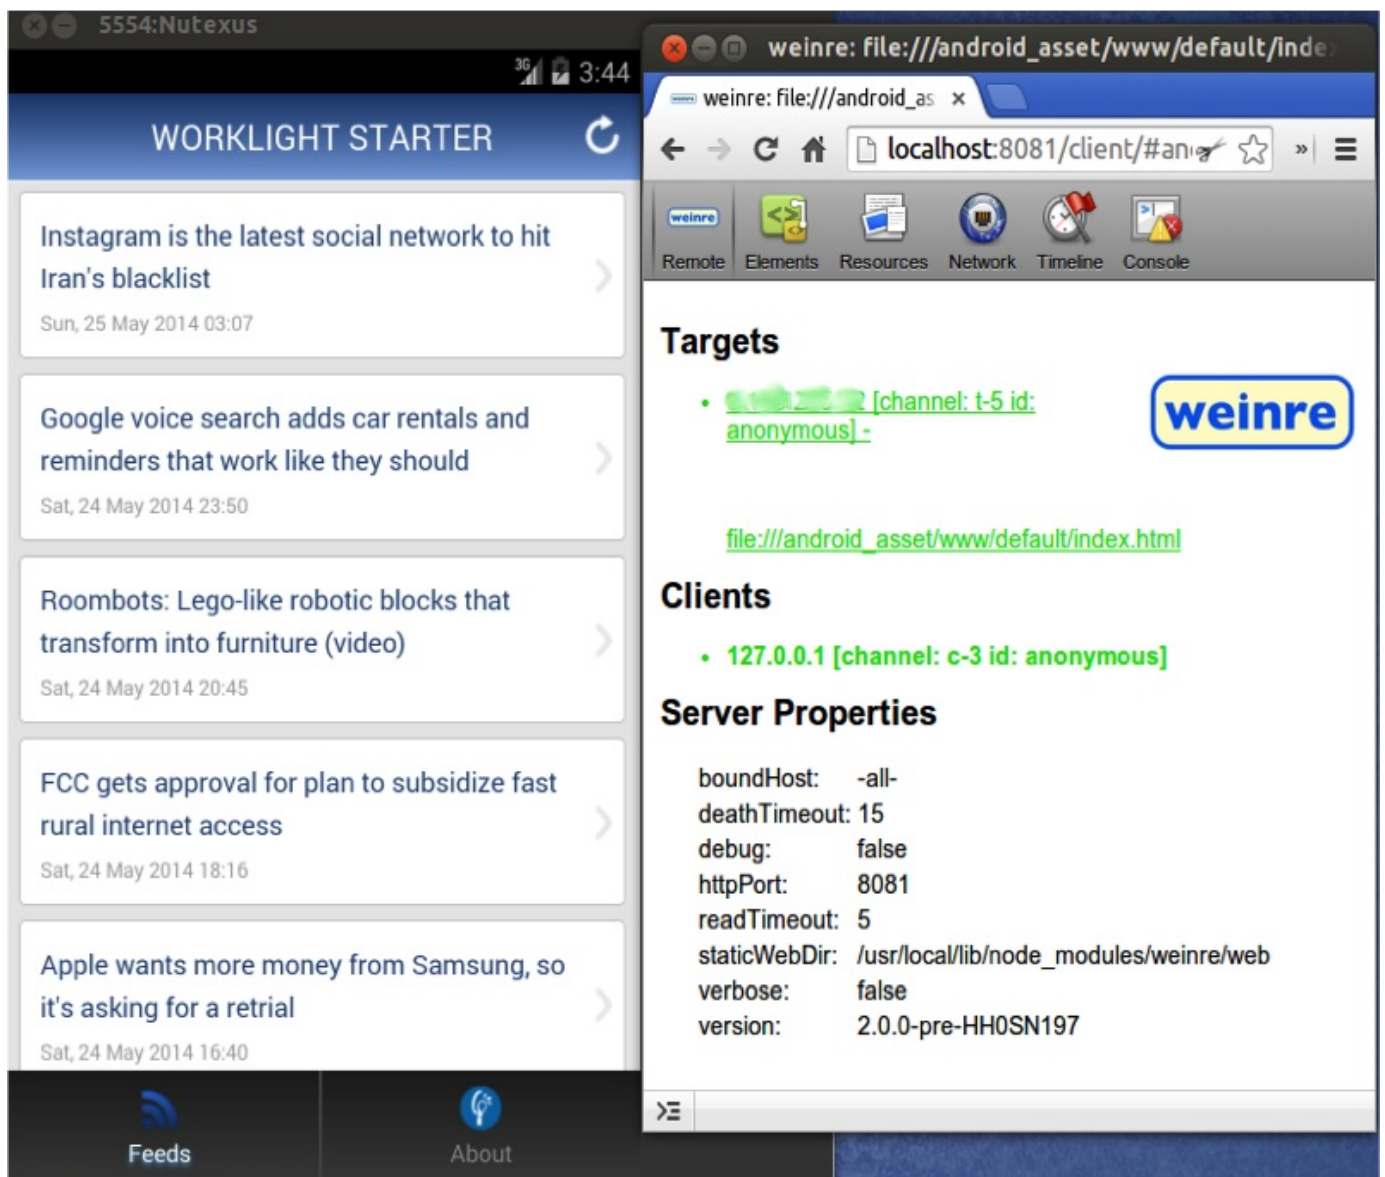 5554:Nutexus
3G 3:44
WORKLIGHT STARTER
Instagram is the latest social network to hit
Iran's blacklist
Sun, 25 May 2014 03:07
Google voice search adds car rentals and
reminders that work like they should
Sat, 24 May 2014 23:50
Roombots: Lego-like robotic blocks that
transform into furniture (video)
Sat, 24 May 2014 20:45
FCC gets approval for plan to subsidize fast
rural internet access
Sat, 24 May 2014 18:16
Apple wants more money from Samsung, so
it's asking for a retrial
Sat, 24 May 2014 16:40
Feeds About
weinre: file:///android_asset/www/default/inde
weinre: file:///android_as
localhost:8081/client/#an
weinre
Remote Elements Resources Network Timeline Console
Targets
[channel: t-5 id:
anonymous] -
weinre
file:///android_asset/www/default/index.html
Clients
127.0.0.1 [channel: c-3 id: anonymous]
Server Properties
boundHost: -all-
deathTimeout: 15
debug: false
httpPort: 8081
readTimeout: 5
staticWebDir: /usr/local/lib/node_modules/weinre/web
verbose: false
version: 2.0.0-pre-HH0SN197